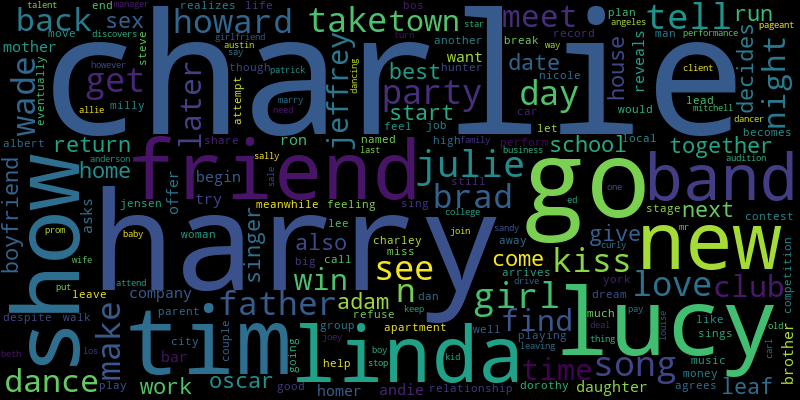 charlie
harry
friend
go
lucy
new
band
show
tim
linda
back
sex
howard
taketown
meet
tell
run
wade
later
get
jeffrey
best
party
day
start
date
house
night
decides
reveals
return
home
julie
brad
school
together
boyfriend
asks
offer
begin
try
singer
also
win
see
n
come
kiss
give
next
girl
find
love
club
make
company
father
adam
song
time
dance
work
oscar
bar
homer
andie
daughter
leaf
brother
realizes
life
end
move
discovers
mother
eventually
steve
girlfriend
austin
say
though
attempt
patrick
marry
need
however
allie
milly
albert
anderson
share
ron
sally
sale
jensen
meanwhile
feeling
woman
prom
baby
wife
put
leave
attend
despite
walk
parent
city
couple
group
joey
going
boy
stop
help
kid
good
beth
los
play
big
call
lee
charley
miss
dan
refuse
keep
apartment
relationship
well
playing
leaving
dorothy
bos
turn
another
break
record
want
hunter
nicole
car
let
feel
job
named
last
high
family
perform
business
still
sing
college
join
sandy
away
arrives
drive
curly
ed
one
york
dream
much
deal
thing
pay
louise
like
sings
music
money
agrees
old
carl
competition
contest
stage
mr
audition
local
becomes
dancer
mitchell
lead
would
client
man
plan
angeles
way
star
performance
pageant
talent
manager
dancing